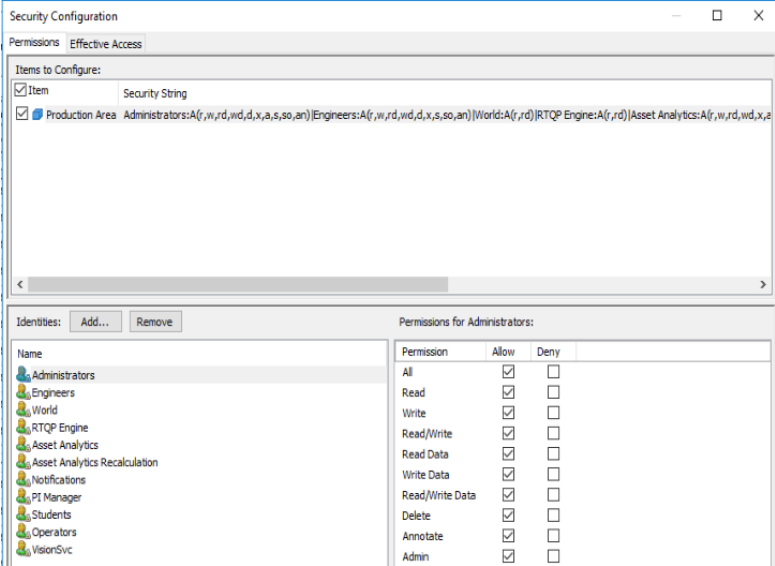 Security Configuration
Permissions Effective Access
Items to Configure:
Item Security String
Production Area Administrators:A(r,w,rd,wd,d,x,a,s,so,an)|Engineers:A(r,w,rd,wd,d,x,s,so,an)|World:A(r,rd)|RTQP Engine:A(r,rd)|Asset Analytics:A(r,w,rd,wd,x,a
Identities: Add... Remove Permissions for Administrators:
Name Permission Allow Deny
Administrators All
Engineers Read
World Write
RTQP Engine Read/Write
Asset Analytics Read Data
Asset Analytics Recalculation Write Data
Notifications Read/Write Data
PI Manager Delete
Students Annotate
Operators Admin
VisionSvc